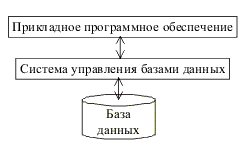 Прикладное программное обеспечение
Система управления базами данных
База
данных